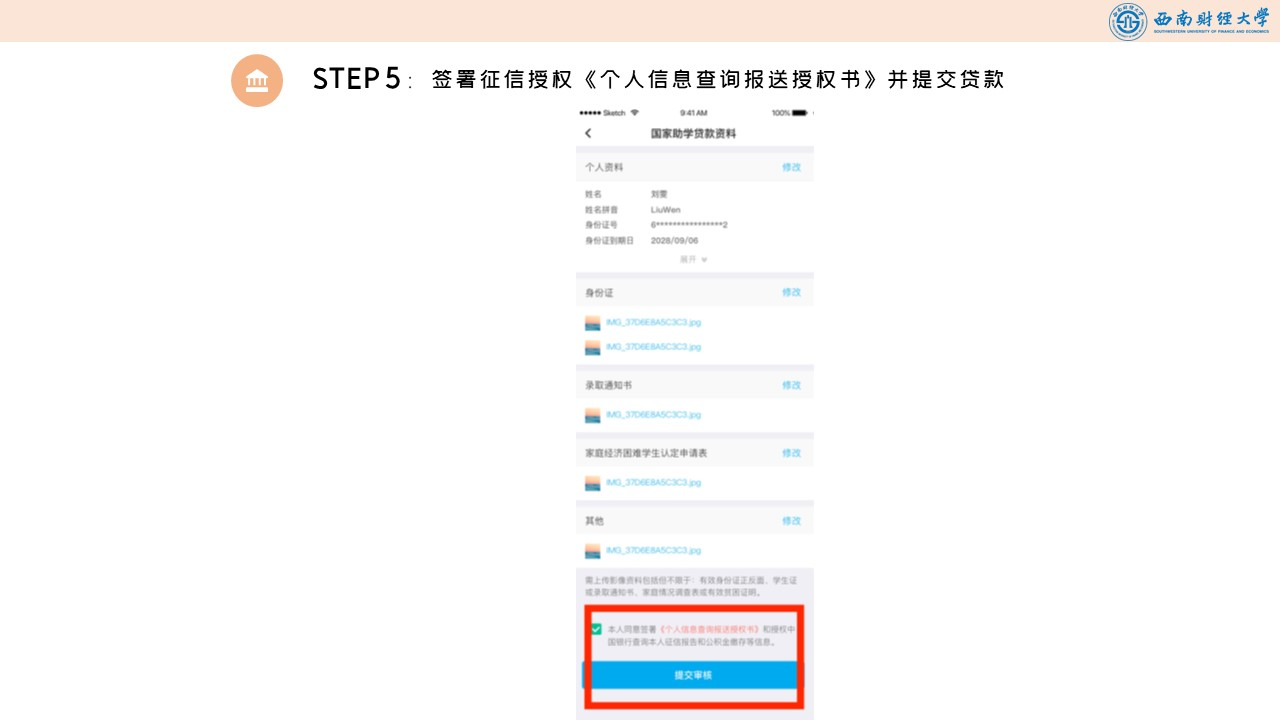 西南财经大学
SOUTHWESTERN UNIVERSITY OF FINANCE AND ECONOMICS
STEP 5: 签署征信授权《个人信息查询报送授权书》并提交贷款
Sketch 9:41 AM 100%
国家助学贷款资料
个人资料 修改
姓名 刘雯
姓名拼音 LiuWen
身份证号 6****************2
身份证到期日 2028/09/06
展开
身份证 修改
IMG_37D6E8A5C3C3.jpg
IMG_37D6E8A5C3C3.jpg
录取通知书 修改
IMG_37D6E8A5C3C3.jpg
家庭经济困难学生认定申请表 修改
IMG_37D6E8A5C3C3.jpg
其他 修改
IMG_37D6E8A5C3C3.jpg
需上传影像资料包括但不限于：有效身份证正反面、学生证
或录取通知书、家庭情况调查表或有效贫困证明。
本人同意签署《个人信息查询报送授权书》和授权中
国银行查询本人征信报告和公积金缴存等信息。
提交审核